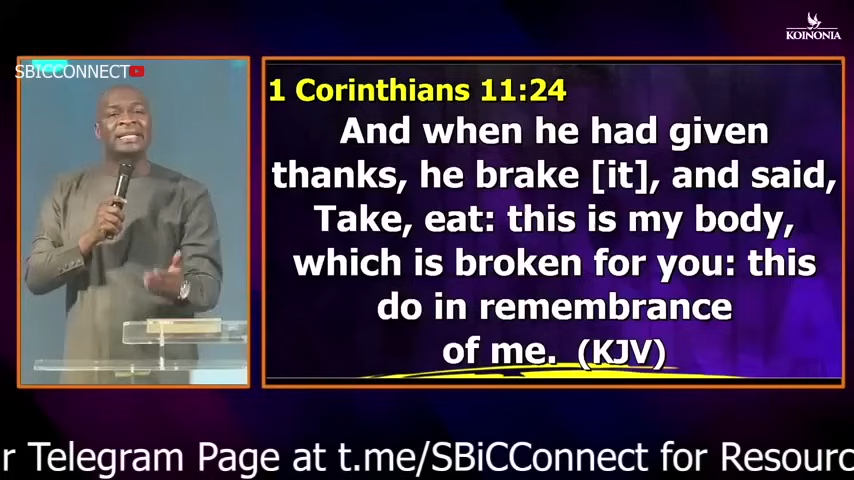 KOINONIA
SBICCONNECT
1 Corinthians 11:24
And when he had given
thanks, he brake [it], and said,
Take, eat: this is my body,
which is broken for you: this
do in remembrance
of me. (KJV)
r Telegram Page at t.me/SBiCConnect for Resourc